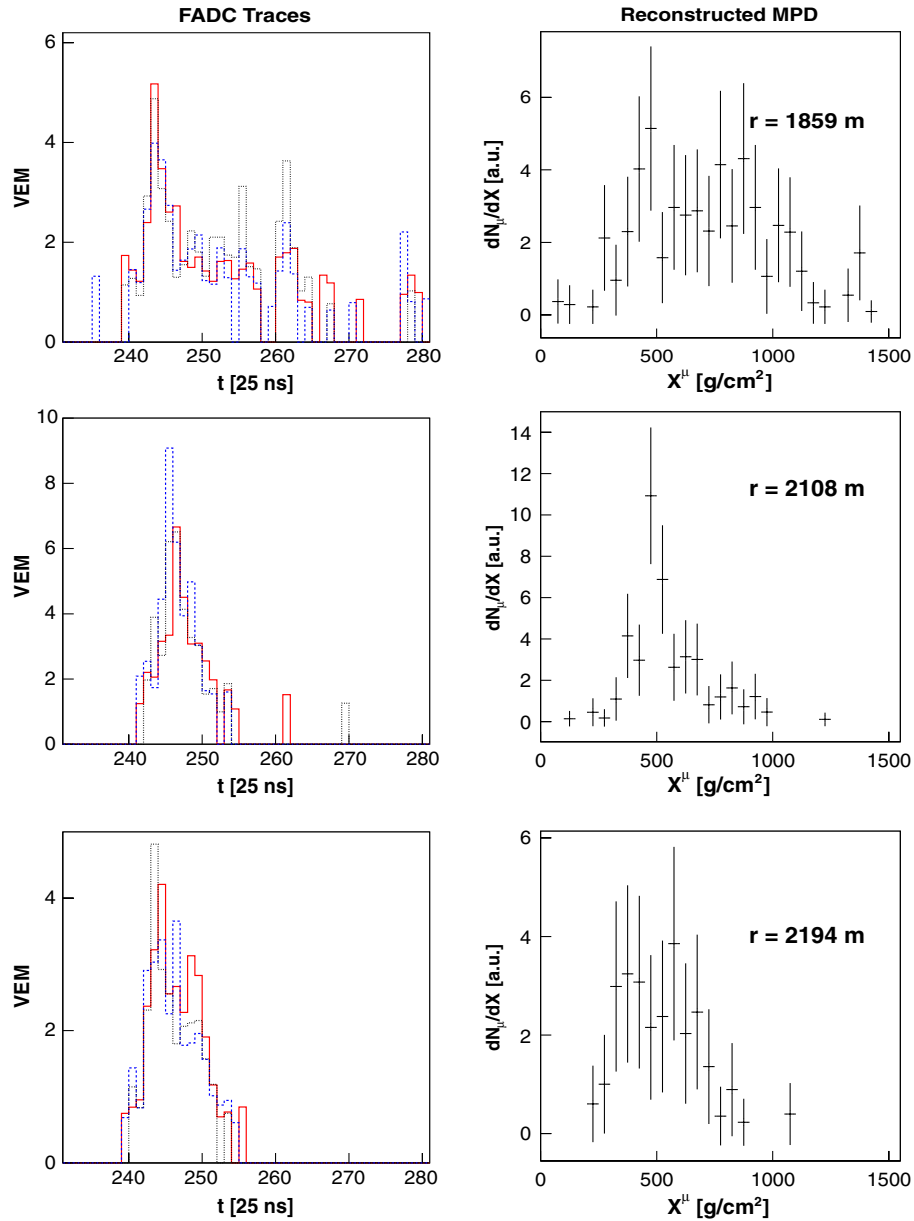 FADC Traces
Reconstructed MPD
6
4
2
0
VEM
240 250 260 270 280
t [25 ns]
6
4
2
0
dNμ/dX [a.u.]
r = 1859 m
0 500 1000 1500
Xμ [g/cm2]
10
8
6
4
2
0
VEM
240 250 260 270 280
t [25 ns]
14
12
10
8
6
4
2
0
dNμ/dX [a.u.]
r = 2108 m
0 500 1000 1500
Xμ [g/cm2]
4
2
0
VEM
240 250 260 270 280
t [25 ns]
6
4
2
0
dNμ/dX [a.u.]
r = 2194 m
0 500 1000 1500
Xμ [g/cm2]